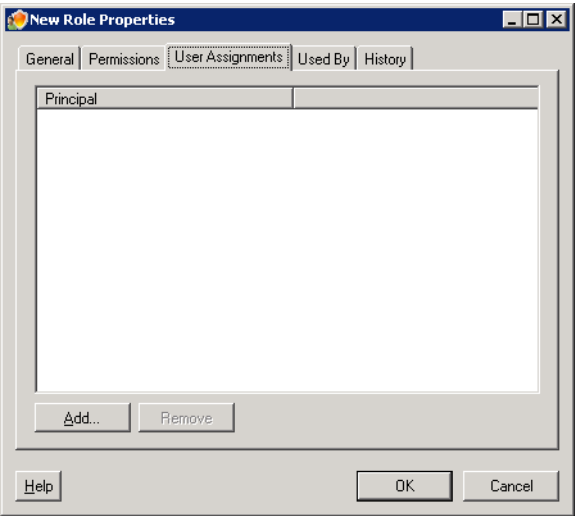 New Role Properties
General Permissions User Assignments Used By History
Principal
Add... Remove
Help OK Cancel